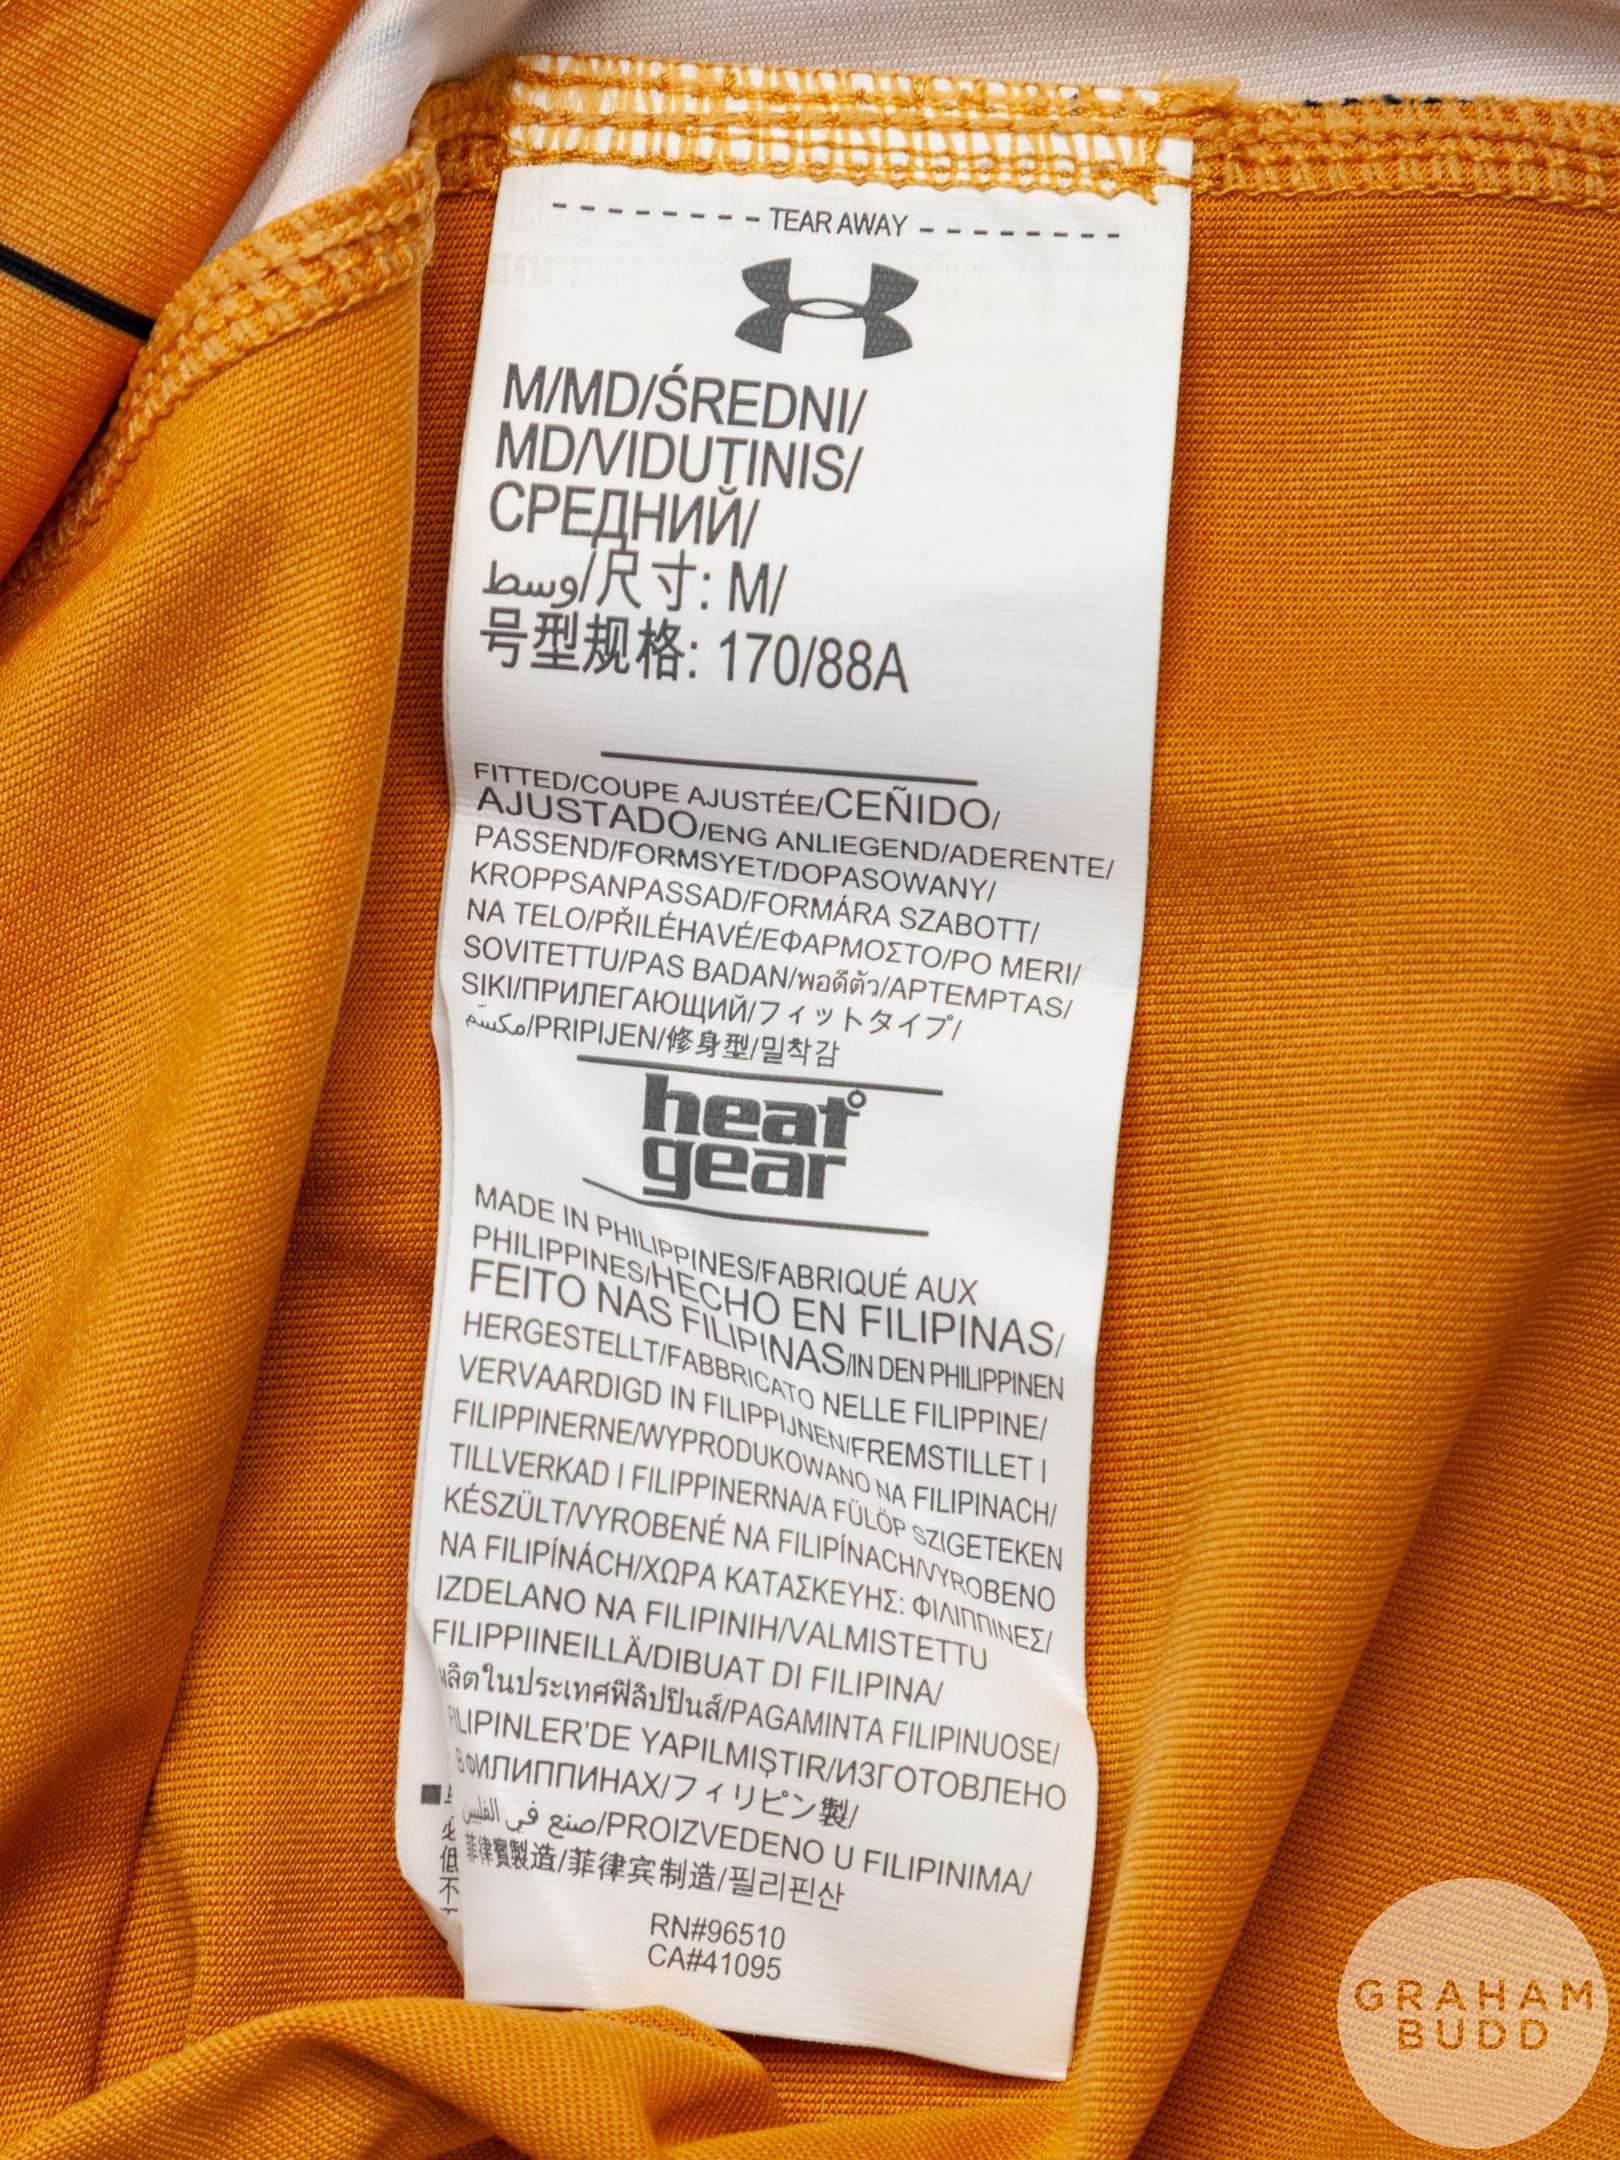 TEAR AWAY
M/MD/ŚREDNI/
MD/VIDUTINIS/
СРЕДНИЙ/
وسط/尺寸: M/
号型规格: 170/88A
FITTED/COUPE AJUSTÉE/CEÑIDO/
AJUSTADO/ENG ANLIEGEND/ADERENTE/
PASSEND/FORMSYET/DOPASOWANY/
KROPPSANPASSAD/FORMÁRA SZABOTT/
NA TELO/PŘILÉHAVÉ/ΕΦΑΡΜΟΣΤΟ/PO MERI/
SOVITETTU/PAS BADAN/พอดีตัว/APTEMPTAS/
SIKI/ПРИЛЕГАЮЩИЙ/フィットタイプ/
مكسّم/PRIPIJEN/修身型/밀착감
heat
gear
MADE IN PHILIPPINES/FABRIQUÉ AUX
PHILIPPINES/HECHO EN FILIPINAS/
FEITO NAS FILIPINAS/IN DEN PHILIPPINEN
HERGESTELLT/FABBRICATO NELLE FILIPPINE/
VERVAARDIGD IN FILIPPIJNEN/FREMSTILLET I
FILIPPINERNE/WYPRODUKOWANO NA FILIPINACH/
TILLVERKAD I FILIPPINERNA/A FÜLÖP SZIGETEKEN
KÉSZÜLT/VYROBENÉ NA FILIPÍNACH/VYROBENO
NA FILIPÍNÁCH/ΧΩΡΑ ΚΑΤΑΣΚΕΥΗΣ: ΦΙΛΙΠΠΙΝΕΣ/
IZDELANO NA FILIPINIH/VALMISTETTU
FILIPPIINEILLÄ/DIBUAT DI FILIPINA/
ผลิตในประเทศฟิลิปปินส์/PAGAMINTA FILIPINUOSE/
FILIPINLER'DE YAPILMIŞTIR/ИЗГОТОВЛЕНО
В ФИЛИППИНАХ/フィリピン製/
صنع في الفلبين/PROIZVEDENO U FILIPINIMA/
菲律賓製造/菲律宾制造/필리핀산
RN#96510
CA#41095
GRAHAM
BUDD